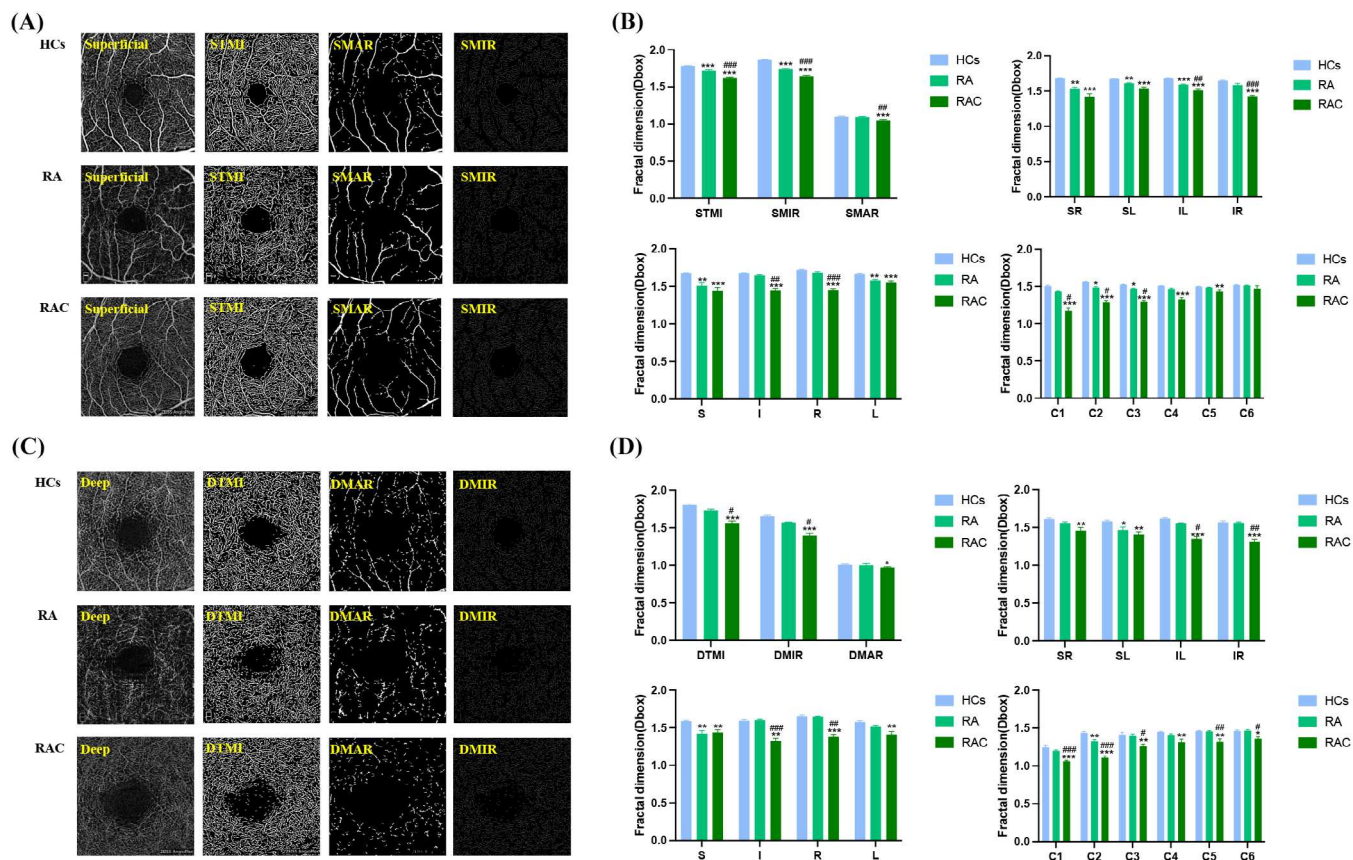 (A)
HCs
Superficial STMI SMAR SMIR
RA
Superficial STMI SMAR SMIR
RAC
Superficial STMI SMAR SMIR
(B)
Fractal dimension(Dbox)
2.0
1.5
1.0
0.5
0.0
*** ### *** *** ### *** ## ***
STMI SMIR SMAR
HCs
RA
RAC
Fractal dimension(Dbox)
2.0
1.5
1.0
0.5
0.0
** *** ** *** *** ## *** ### ***
SR SL IL IR
HCs
RA
RAC
Fractal dimension(Dbox)
2.0
1.5
1.0
0.5
0.0
** *** ## *** ### *** ** ***
S I R L
HCs
RA
RAC
Fractal dimension(Dbox)
2.0
1.5
1.0
0.5
0.0
# *** * # *** * # *** *** **
C1 C2 C3 C4 C5 C6
HCs
RA
RAC
(C)
HCs
Deep DTMI DMAR DMIR
RA
Deep DTMI DMAR DMIR
RAC
Deep DTMI DMAR DMIR
(D)
Fractal dimension(Dbox)
2.0
1.5
1.0
0.5
0.0
# *** # *** *
DTMI DMIR DMAR
HCs
RA
RAC
Fractal dimension(Dbox)
2.0
1.5
1.0
0.5
0.0
** * ** # *** ## ***
SR SL IL IR
HCs
RA
RAC
Fractal dimension(Dbox)
2.0
1.5
1.0
0.5
0.0
** ** ### ** ## *** **
S I R L
HCs
RA
RAC
Fractal dimension(Dbox)
2.0
1.5
1.0
0.5
0.0
### *** ** ### *** # ** ** ## ** # *
C1 C2 C3 C4 C5 C6
HCs
RA
RAC